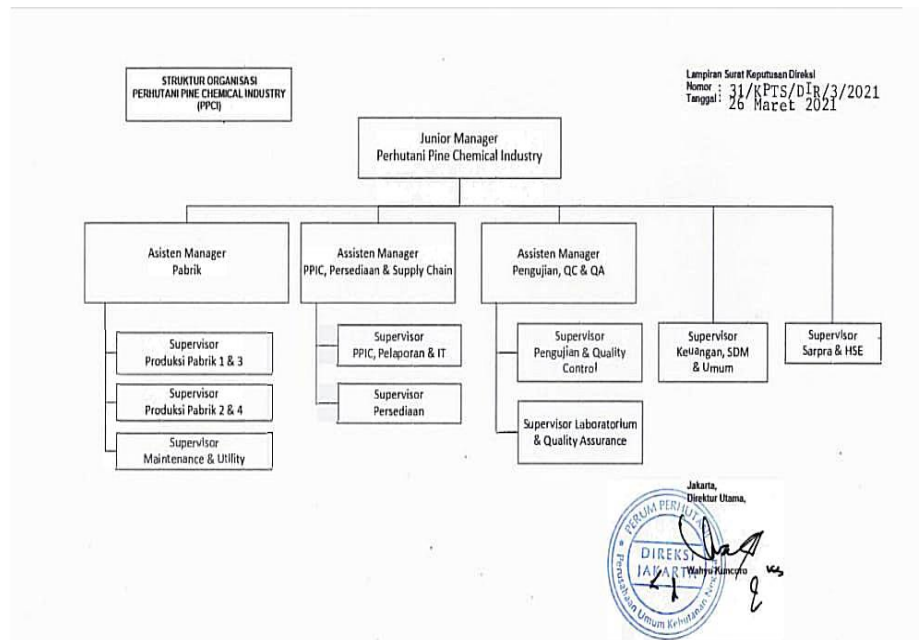 STRUKTUR ORGANISASI
PERHUTANI PINE CHEMICAL INDUSTRY
(PPCI)
Lampiran Surat Keputusan Direksi
Nomor : 31/KPTS/DIR/3/2021
Tanggal : 26 Maret 2021
Junior Manager
Perhutani Pine Chemical Industry
Asisten Manager
Pabrik
Assisten Manager
PPIC, Persediaan & Supply Chain
Assisten Manager
Pengujian, QC & QA
Supervisor
Produksi Pabrik 1 & 3
Supervisor
Produksi Pabrik 2 & 4
Supervisor
Maintenance & Utility
Supervisor
PPIC, Pelaporan & IT
Supervisor
Persediaan
Supervisor
Pengujian & Quality
Control
Supervisor Laboratorium
& Quality Assurance
Supervisor
Keuangan, SDM
& Umum
Supervisor
Sarpra & HSE
Jakarta,
Direktur Utama,
PERUM PERHUTA
DIREKSI
JAKARTA
Wahyu Kuncoro
Perusahaan Umum Kehutanan